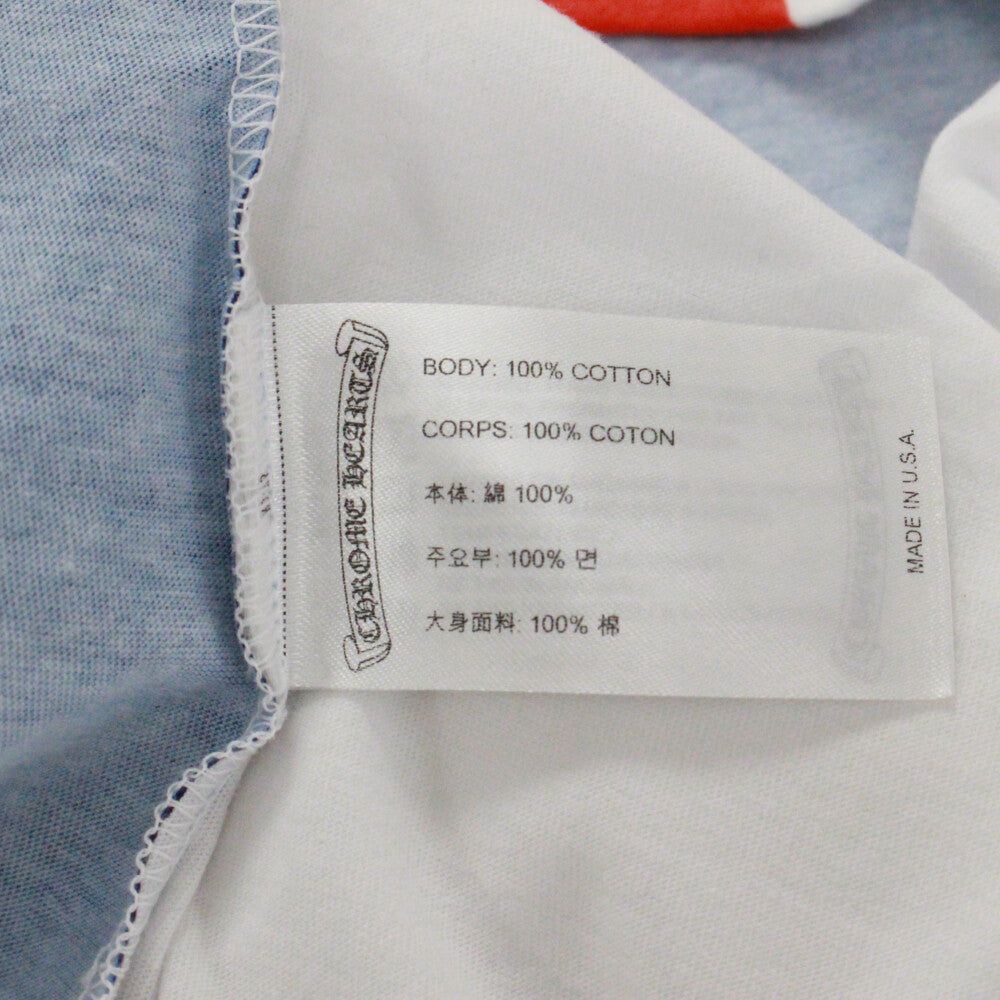 CHROME HEARTS
BODY: 100% COTTON
CORPS: 100% COTON
本体: 綿 100%
주요부: 100% 면
大身面料: 100% 棉
MADE IN U.S.A.